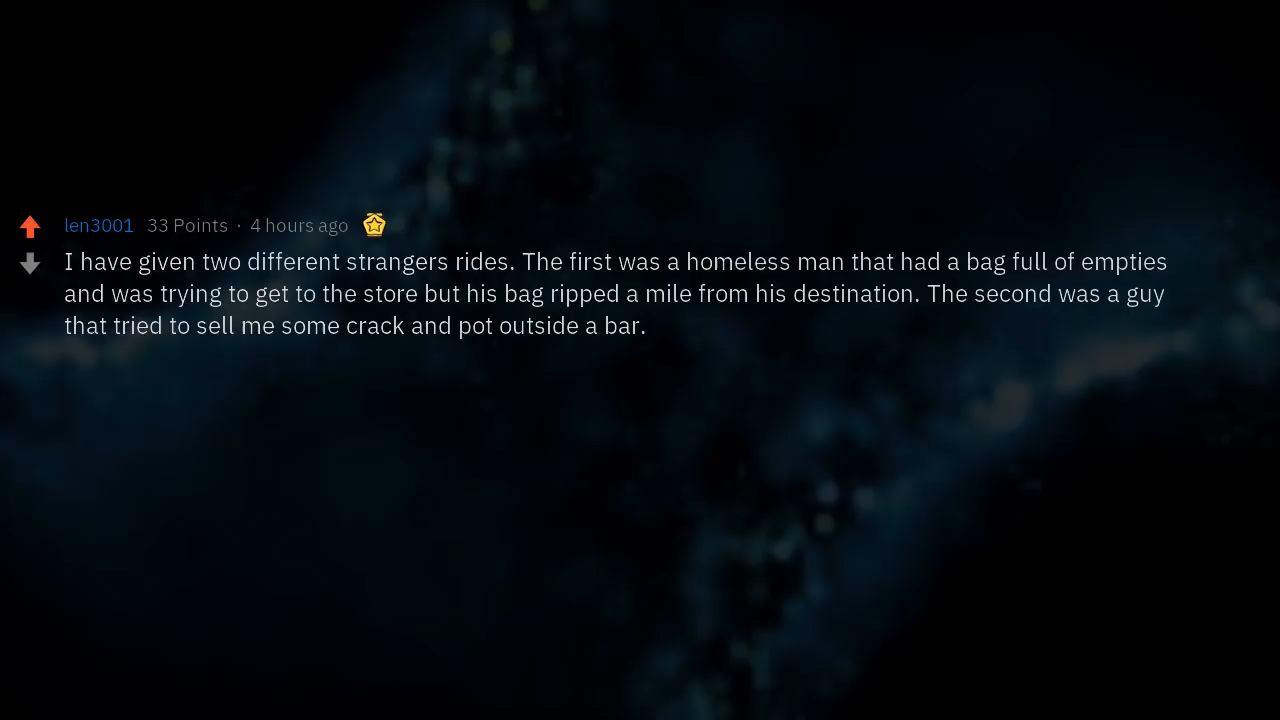 len3001 33 Points · 4 hours ago
I have given two different strangers rides. The first was a homeless man that had a bag full of empties
and was trying to get to the store but his bag ripped a mile from his destination. The second was a guy
that tried to sell me some crack and pot outside a bar.